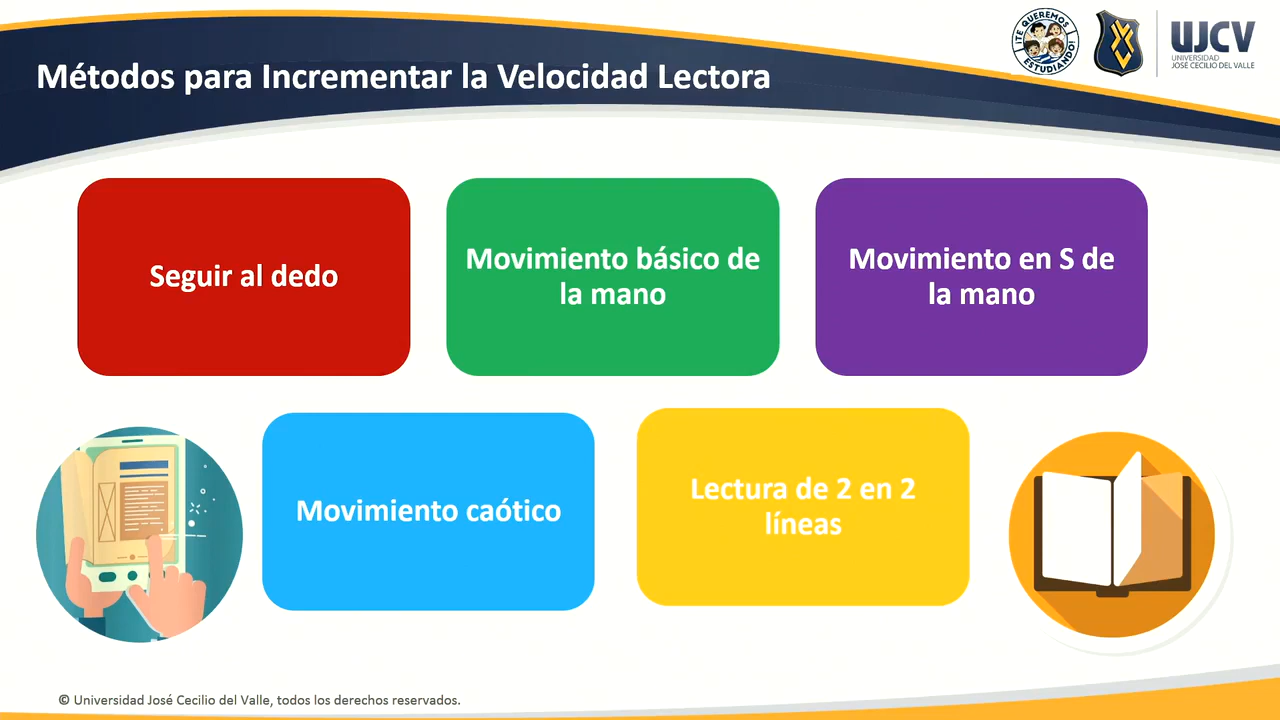 ¡TE QUEREMOS ESTUDIANDO!
UJCV
UNIVERSIDAD
JOSÉ CECILIO DEL VALLE
Métodos para Incrementar la Velocidad Lectora
Seguir al dedo
Movimiento básico de
la mano
Movimiento en S de
la mano
Movimiento caótico
Lectura de 2 en 2
líneas
© Universidad José Cecilio del Valle, todos los derechos reservados.